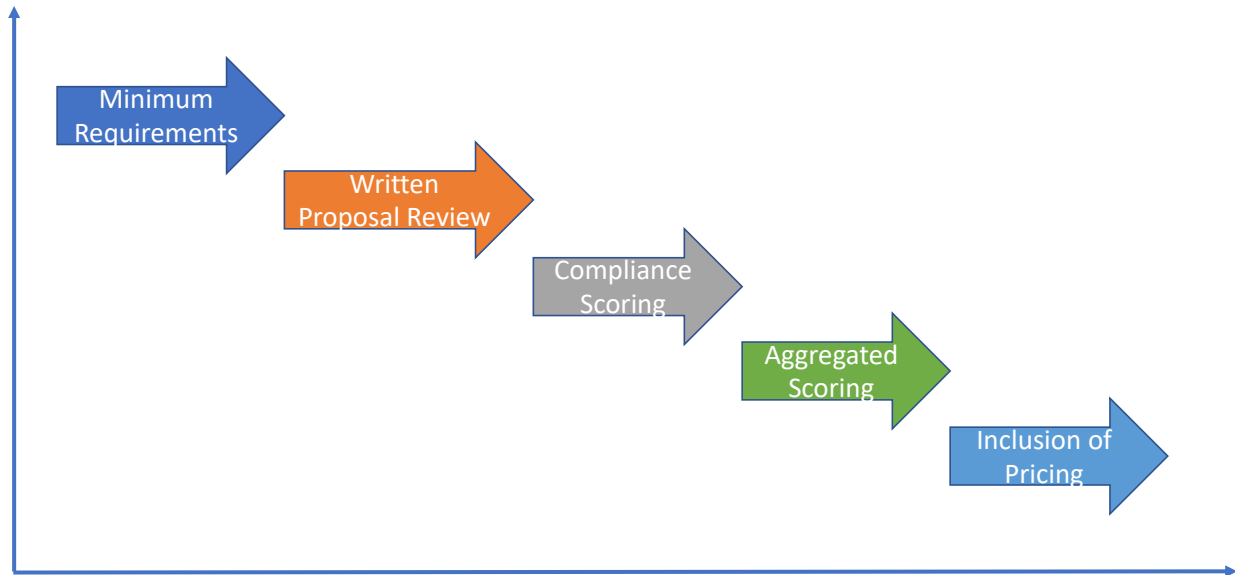 Minimum
Requirements
Written
Proposal Review
Compliance
Scoring
Aggregated
Scoring
Inclusion of
Pricing